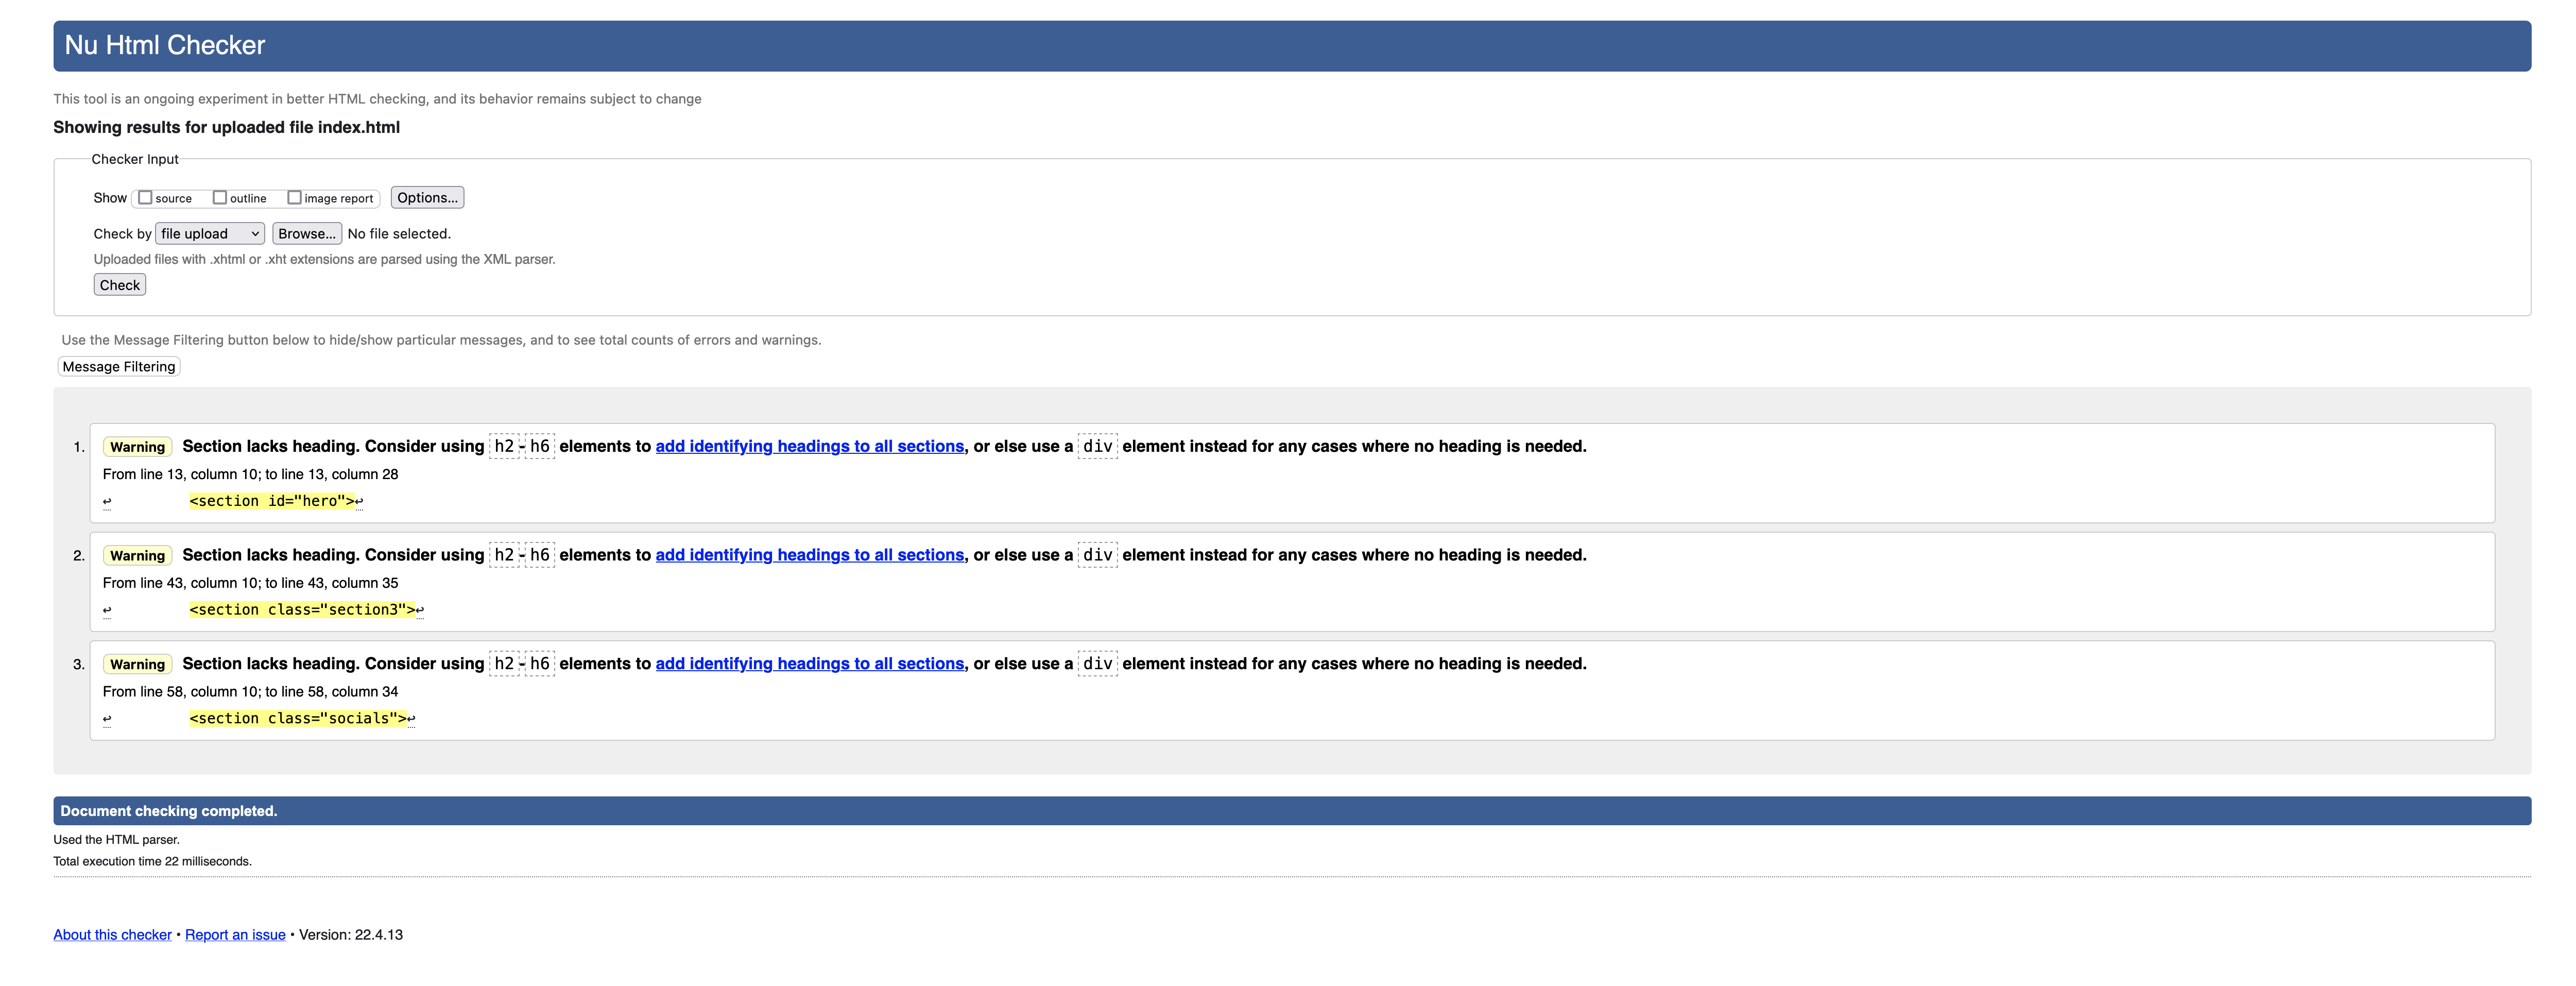 Nu Html Checker
This tool is an ongoing experiment in better HTML checking, and its behavior remains subject to change
Showing results for uploaded file index.html
Checker Input
Show source outline image report Options...
Check by file upload Browse... No file selected.
Uploaded files with .xhtml or .xht extensions are parsed using the XML parser.
Check
Use the Message Filtering button below to hide/show particular messages, and to see total counts of errors and warnings.
Message Filtering
1. Warning Section lacks heading. Consider using h2-h6 elements to add identifying headings to all sections, or else use a div element instead for any cases where no heading is needed.
From line 13, column 10; to line 13, column 28
↩ <section id="hero">↩
2. Warning Section lacks heading. Consider using h2-h6 elements to add identifying headings to all sections, or else use a div element instead for any cases where no heading is needed.
From line 43, column 10; to line 43, column 35
↩ <section class="section3">↩
3. Warning Section lacks heading. Consider using h2-h6 elements to add identifying headings to all sections, or else use a div element instead for any cases where no heading is needed.
From line 58, column 10; to line 58, column 34
↩ <section class="socials">↩
Document checking completed.
Used the HTML parser.
Total execution time 22 milliseconds.
About this checker • Report an issue • Version: 22.4.13